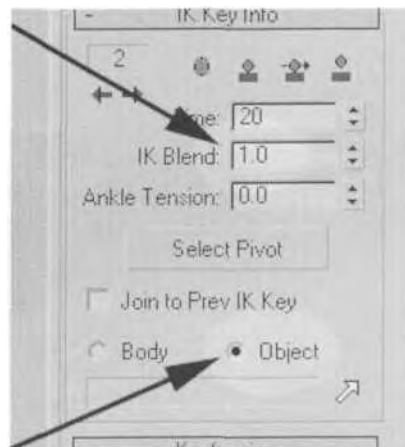 - IK Key Info
2
me: 20
IK Blend: 1.0
Ankle Tension: 0.0
Select Pivot
Join to Prev IK Key
Body Object